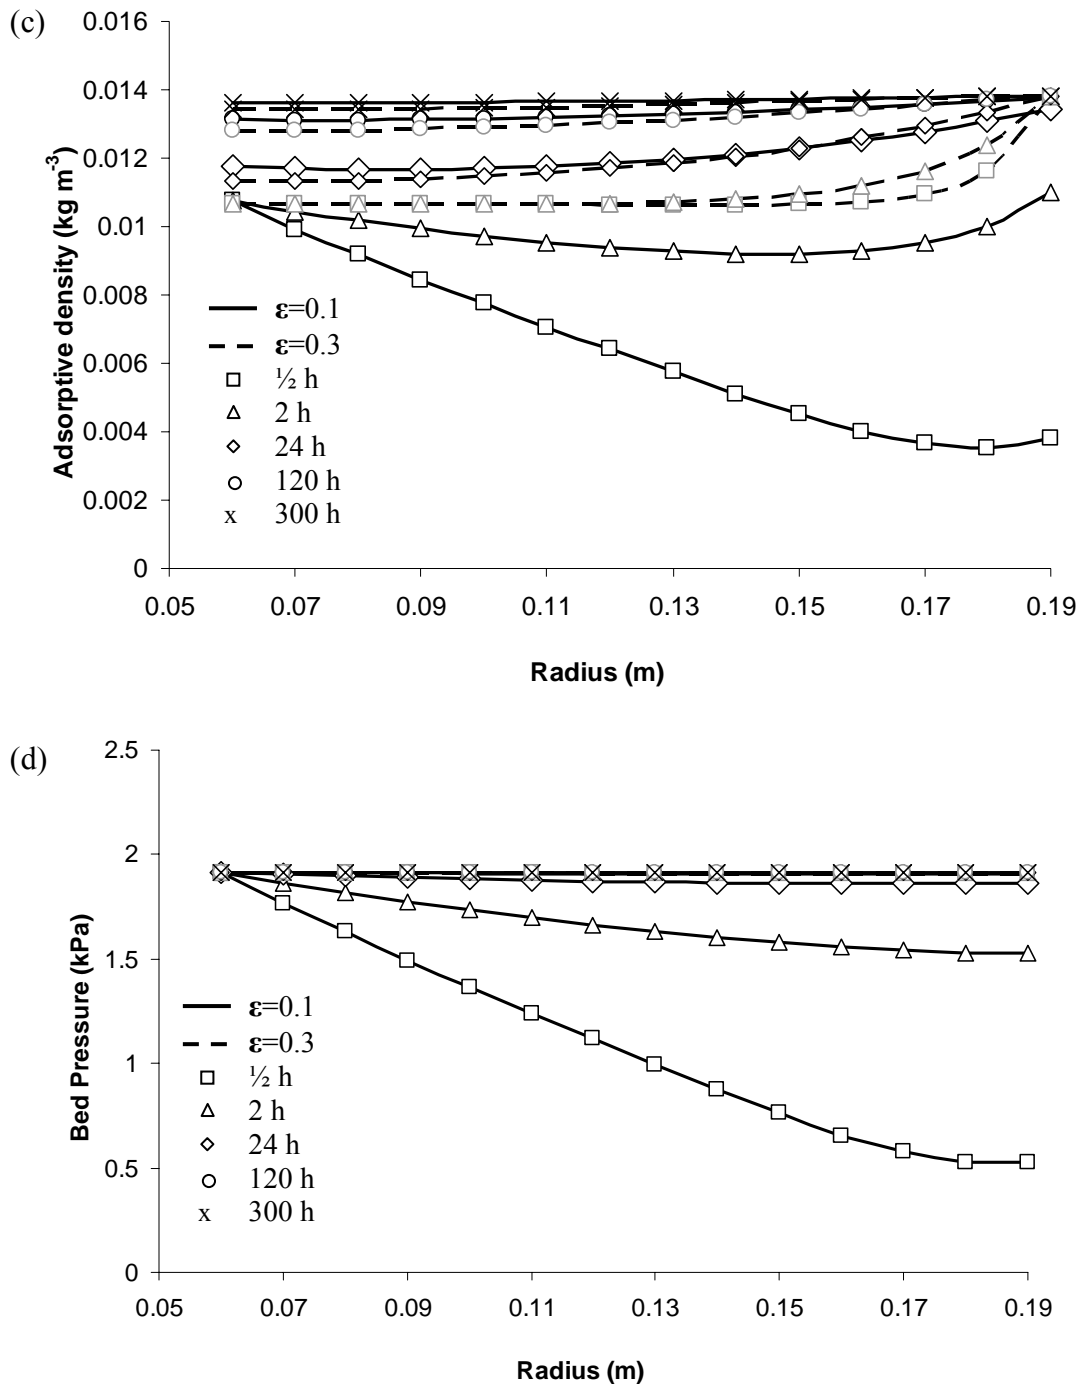 (c)
0.016
0.014
0.012
0.01
0.008
0.006
0.004
0.002
0
Adsorptive density (kg m⁻³)
ε=0.1
ε=0.3
½ h
2 h
24 h
120 h
x 300 h
0.05 0.07 0.09 0.11 0.13 0.15 0.17 0.19
Radius (m)
(d)
2.5
2
1.5
1
0.5
0
Bed Pressure (kPa)
ε=0.1
ε=0.3
½ h
2 h
24 h
120 h
x 300 h
0.05 0.07 0.09 0.11 0.13 0.15 0.17 0.19
Radius (m)